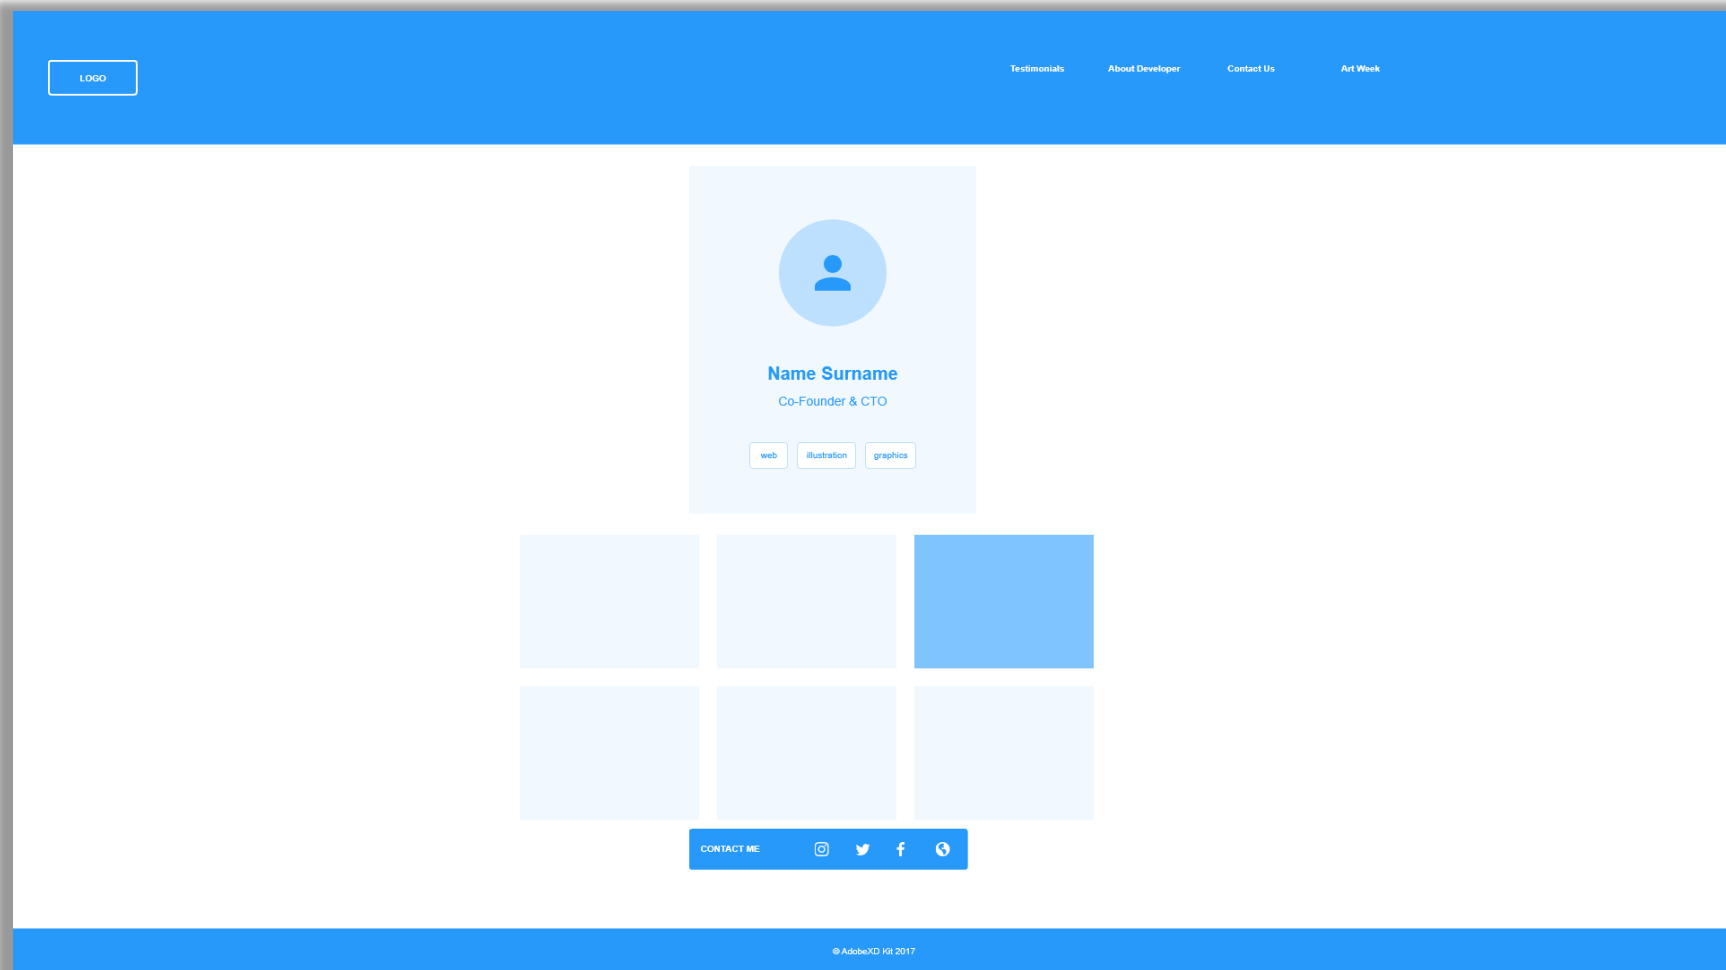 LOGO
Testimonials
About Developer
Contact Us
Art Week
Name Surname
Co-Founder & CTO
web
illustration
graphics
CONTACT ME
© AdobeXD Kit 2017